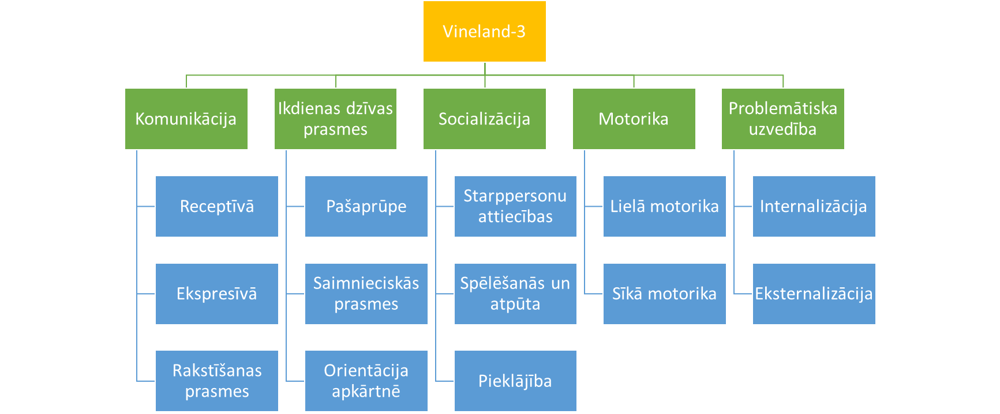 Vineland-3
Komunikācija
Ikdienas dzīvas
prasmes
Socializācija
Motorika
Problemātiska
uzvedība
Receptīvā
Ekspresīvā
Rakstīšanas
prasmes
Pašaprūpe
Saimnieciskās
prasmes
Orientācija
apkārtnē
Starppersonu
attiecības
Spēlēšanās un
atpūta
Pieklājība
Lielā motorika
Sīkā motorika
Internalizācija
Eksternalizācija